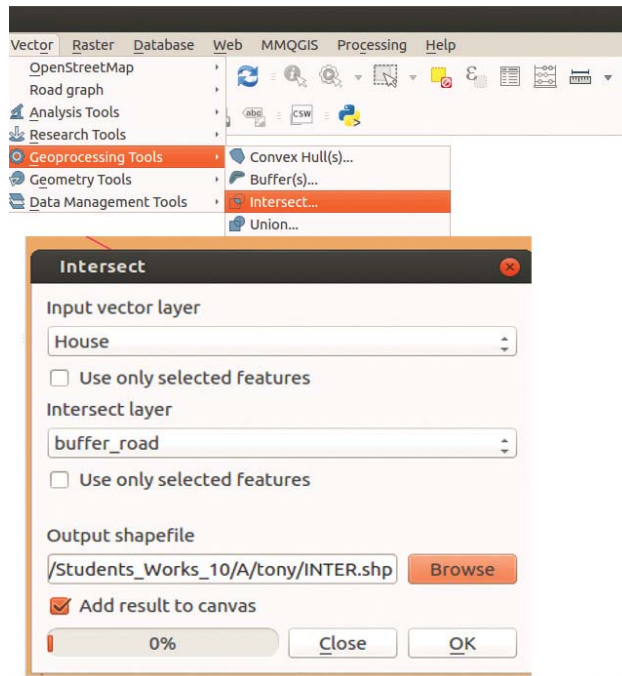 Vector Raster Database Web MMQGIS Processing Help
OpenStreetMap
Road graph
Analysis Tools
abc CSW
Research Tools
Geoprocessing Tools Convex Hull(s)...
Geometry Tools Buffer(s)...
Data Management Tools Intersect...
Union...
Intersect
Input vector layer
House
Use only selected features
Intersect layer
buffer_road
Use only selected features
Output shapefile
/Students_Works_10/A/tony/INTER.shp Browse
Add result to canvas
0% Close OK